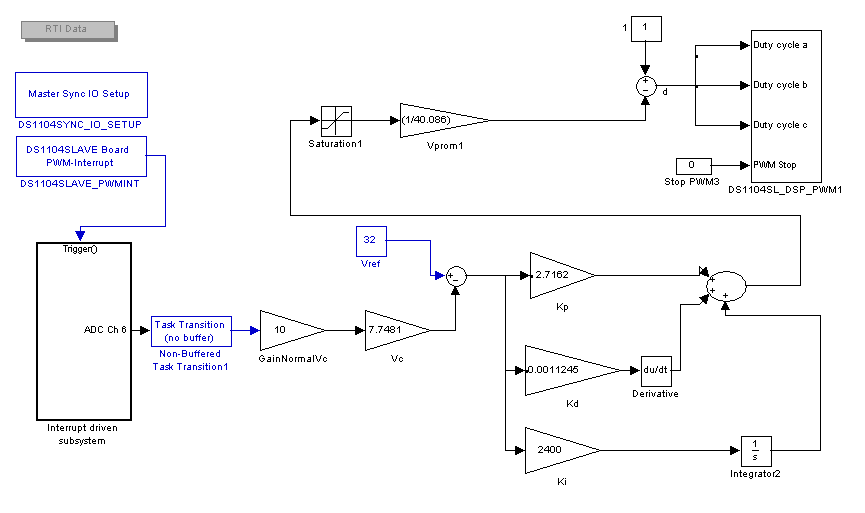 RTI Data
Master Sync IO Setup
DS1104SYNC_IO_SETUP
DS1104SLAVE Board
PWM-Interrupt
DS1104SLAVE_PWMINT
Trigger()
ADC Ch 6
Interrupt driven
subsystem
Task Transition
(no buffer)
Non-Buffered
Task Transition1
10
GainNormalVc
7.7481
Vc
32
Vref
+
−
Saturation1
(1/40.086)
Vprom1
1
1
+
−
d
Duty cycle a
Duty cycle b
Duty cycle c
PWM Stop
DS1104SL_DSP_PWM1
0
Stop PWM3
2.7162
Kp
+
+
+
0.0011245
Kd
du/dt
Derivative
2400
Ki
1
s
Integrator2